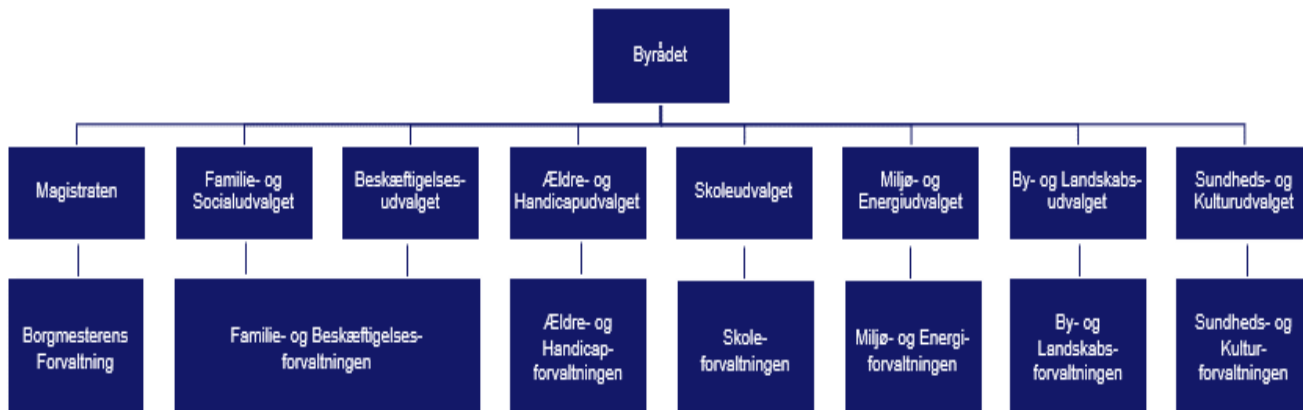 Byrådet
Magistraten
Familie- og
Socialudvalget
Beskæftigelses-
udvalget
Ældre- og
Handicapudvalget
Skoleudvalget
Miljø- og
Energiudvalget
By- og Landskabs-
udvalget
Sundheds- og
Kulturudvalget
Borgmesterens
Forvaltning
Familie- og Beskæftigelses-
forvaltningen
Ældre- og
Handicap-
forvaltningen
Skole-
forvaltningen
Miljø- og Energi-
forvaltningen
By- og
Landskabs-
forvaltningen
Sundheds- og
Kultur-
forvaltningen